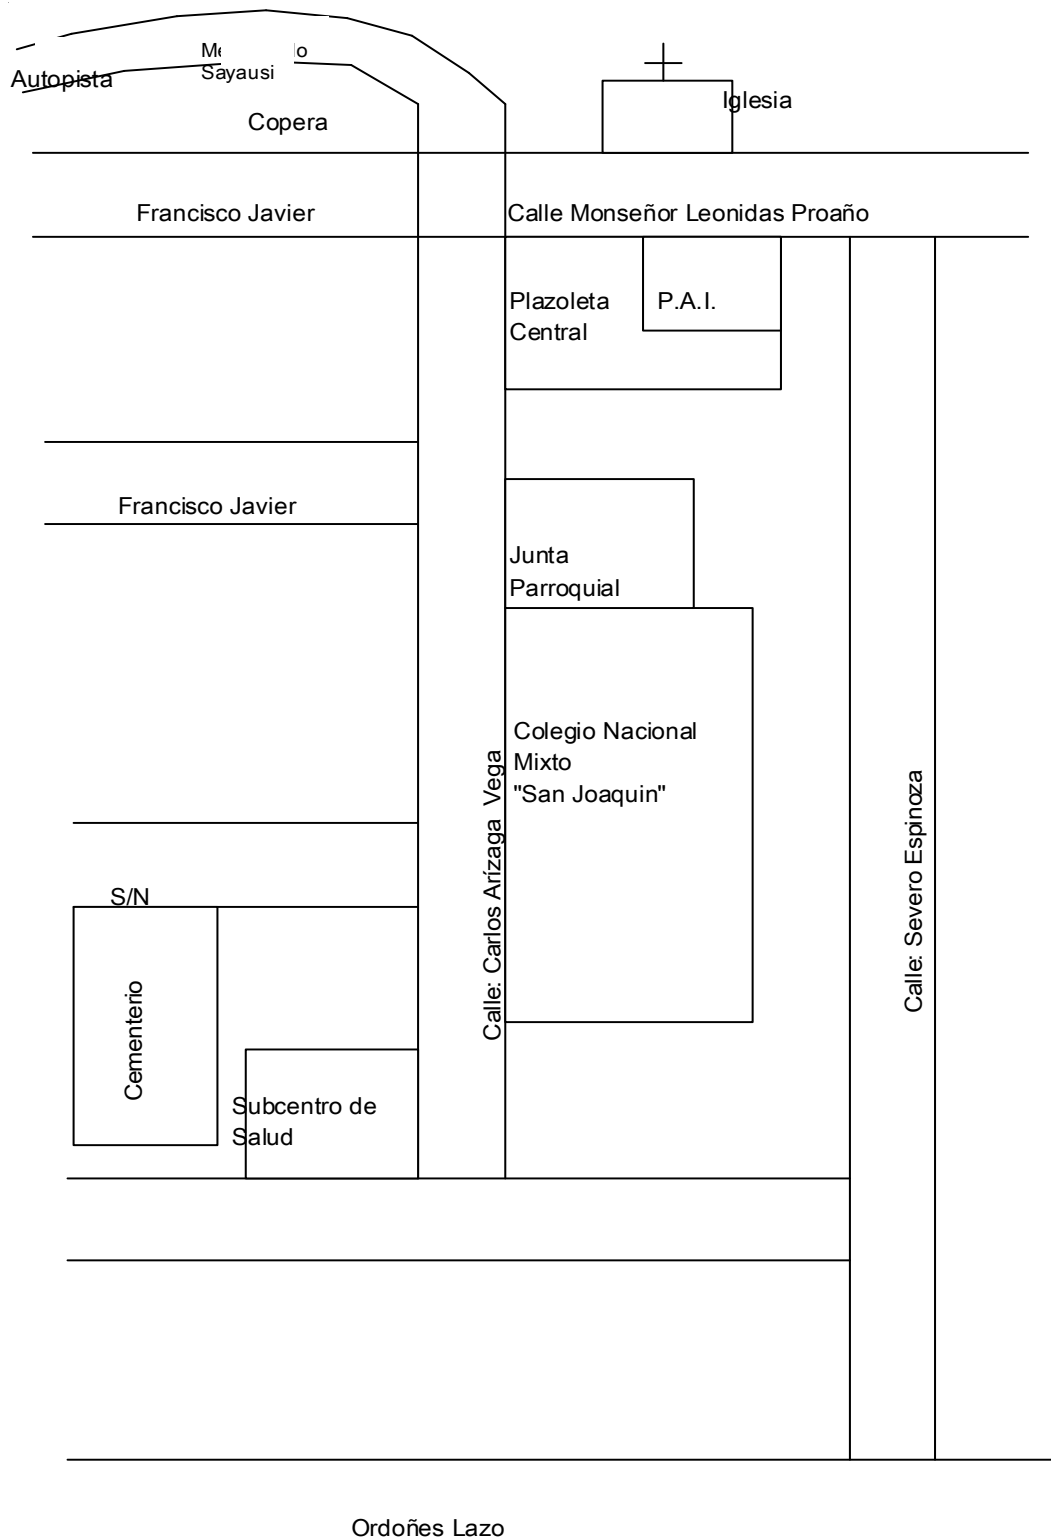 Sayausi
Autopista
Iglesia
Copera
Francisco Javier
Calle Monseñor Leonidas Proaño
Plazoleta
Central
P.A.I.
Francisco Javier
Junta
Parroquial
Colegio Nacional
Mixto
"San Joaquin"
Calle: Carlos Arízaga Vega
Calle: Severo Espinoza
S/N
Cementerio
Subcentro de
Salud
Ordoñes Lazo